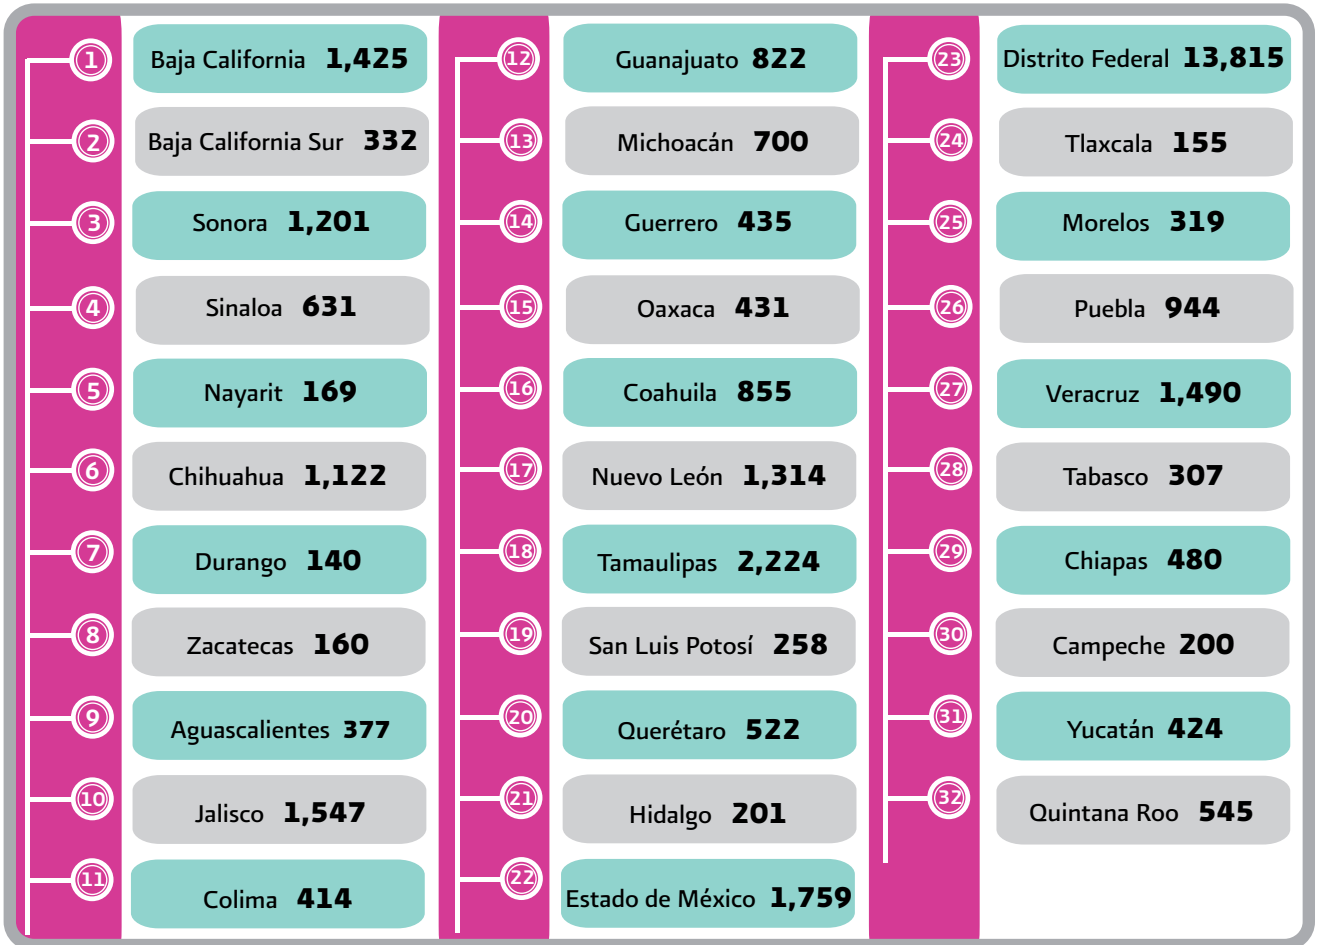 1 Baja California 1,425
2 Baja California Sur 332
3 Sonora 1,201
4 Sinaloa 631
5 Nayarit 169
6 Chihuahua 1,122
7 Durango 140
8 Zacatecas 160
9 Aguascalientes 377
10 Jalisco 1,547
11 Colima 414
12 Guanajuato 822
13 Michoacán 700
14 Guerrero 435
15 Oaxaca 431
16 Coahuila 855
17 Nuevo León 1,314
18 Tamaulipas 2,224
19 San Luis Potosí 258
20 Querétaro 522
21 Hidalgo 201
22 Estado de México 1,759
23 Distrito Federal 13,815
24 Tlaxcala 155
25 Morelos 319
26 Puebla 944
27 Veracruz 1,490
28 Tabasco 307
29 Chiapas 480
30 Campeche 200
31 Yucatán 424
32 Quintana Roo 545